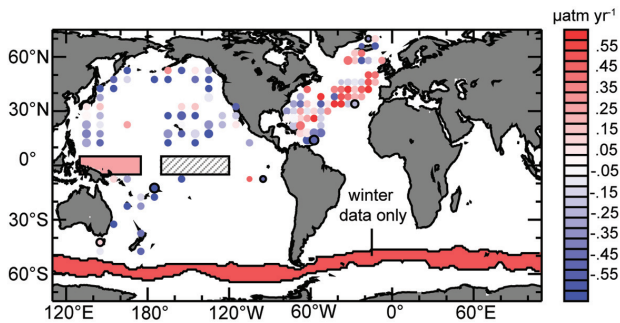 µatm yr⁻¹
60°N
30°N
0°
30°S
60°S
120°E
180°
120°W
60°W
0°
60°E
winter
data only
.55
.45
.35
.25
.15
.05
-.05
-.15
-.25
-.35
-.45
-.55